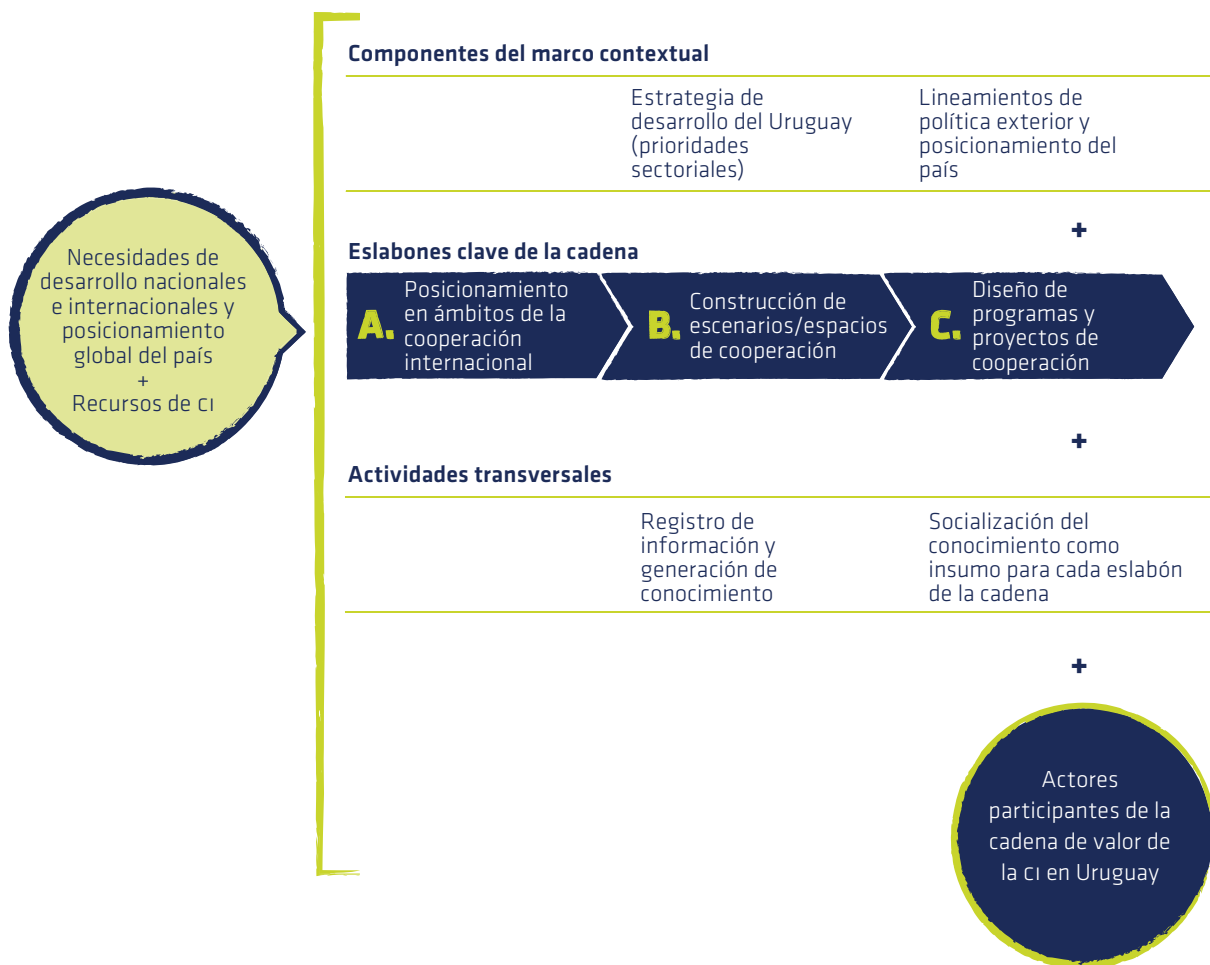 Componentes del marco contextual
Estrategia de
desarrollo del Uruguay
(prioridades
sectoriales)
Lineamientos de
política exterior y
posicionamiento del
país
+
Necesidades de
desarrollo nacionales
e internacionales y
posicionamiento
global del país
+
Recursos de CI
Eslabones clave de la cadena
A.
Posicionamiento
en ámbitos de la
cooperación
internacional
B.
Construcción de
escenarios/espacios
de cooperación
C.
Diseño de
programas y
proyectos de
cooperación
+
Actividades transversales
Registro de
información y
generación de
conocimiento
Socialización del
conocimiento como
insumo para cada eslabón
de la cadena
+
Actores
participantes de la
cadena de valor de
la CI en Uruguay